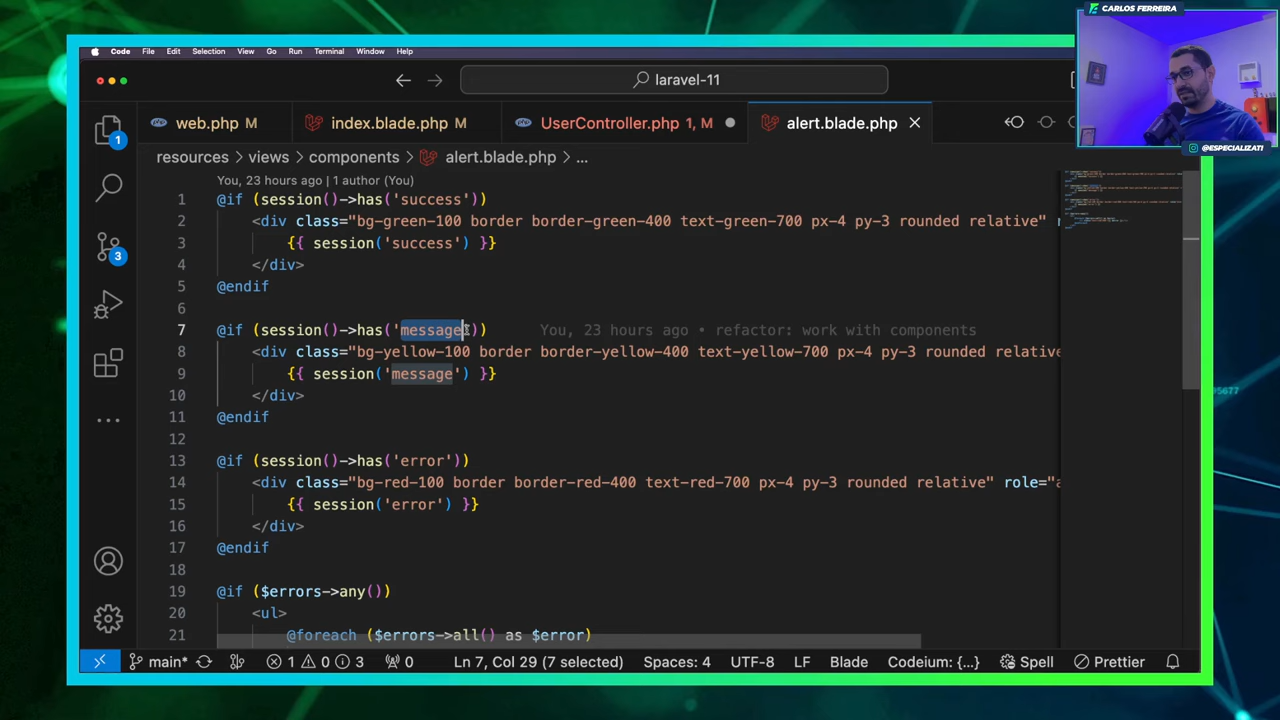 CARLOS FERREIRA
Code File Edit Selection View Go Run Terminal Window Help
laravel-11
web.php M index.blade.php M UserController.php 1, M alert.blade.php
@ESPECIALIZATI
resources > views > components > alert.blade.php > ...
You, 23 hours ago | 1 author (You)
1 @if (session()->has('success'))
2 <div class="bg-green-100 border border-green-400 text-green-700 px-4 py-3 rounded relative"
3 {{ session('success') }}
4 </div>
5 @endif
6
7 @if (session()->has('message')) You, 23 hours ago • refactor: work with components
8 <div class="bg-yellow-100 border border-yellow-400 text-yellow-700 px-4 py-3 rounded relative
9 {{ session('message') }}
10 </div>
11 @endif
12
13 @if (session()->has('error'))
14 <div class="bg-red-100 border border-red-400 text-red-700 px-4 py-3 rounded relative" role="a
15 {{ session('error') }}
16 </div>
17 @endif
18
19 @if ($errors->any())
20 <ul>
21 @foreach ($errors->all() as $error)
1
3
main* 1 0 3 0 Ln 7, Col 29 (7 selected) Spaces: 4 UTF-8 LF Blade Codeium: {...} Spell Prettier